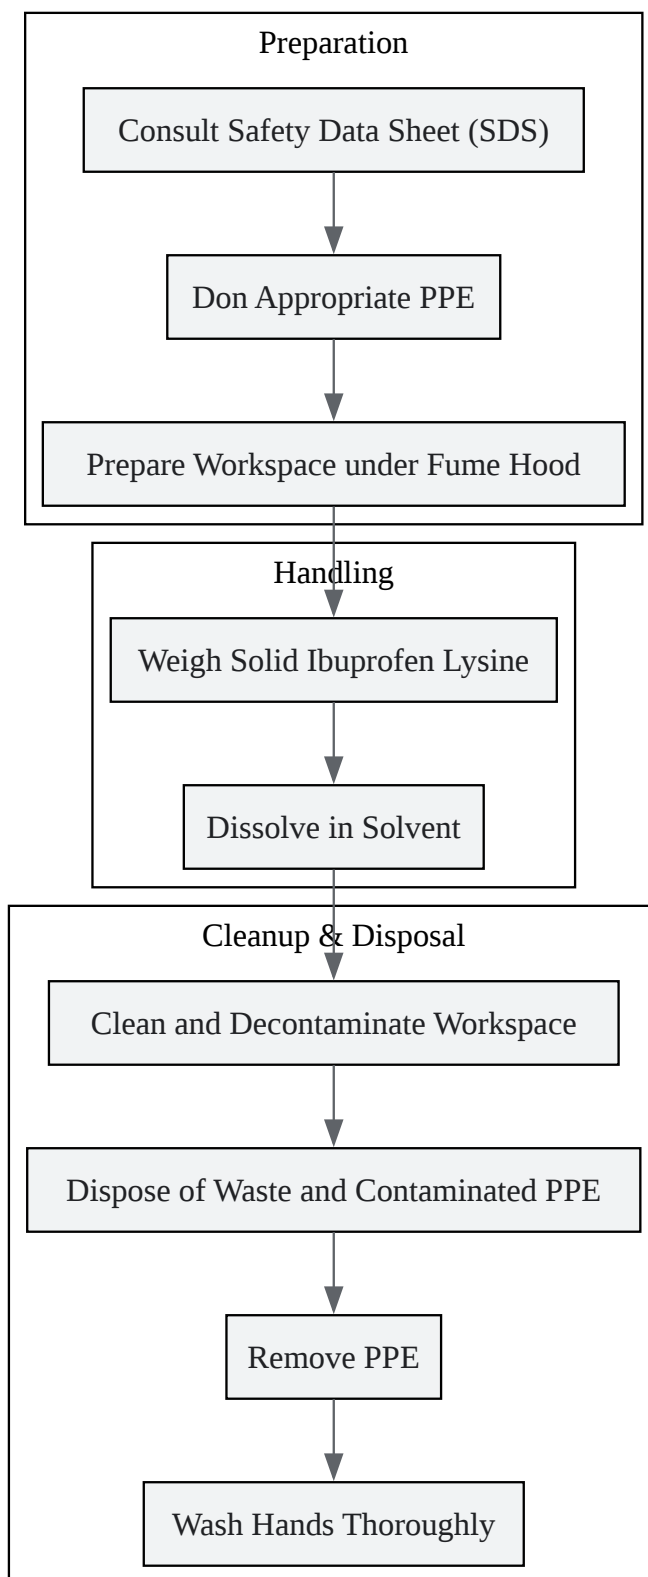 Preparation
Consult Safety Data Sheet (SDS)
Don Appropriate PPE
Prepare Workspace under Fume Hood
Handling
Weigh Solid Ibuprofen Lysine
Dissolve in Solvent
Cleanup & Disposal
Clean and Decontaminate Workspace
Dispose of Waste and Contaminated PPE
Remove PPE
Wash Hands Thoroughly